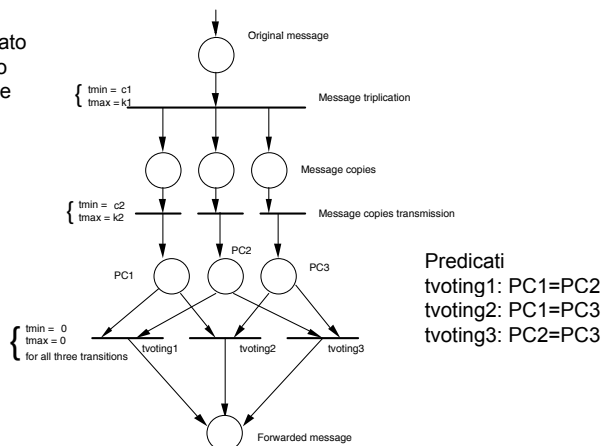 ato
o
e
Original message
{ tmin = c1
tmax = k1
Message triplication
Message copies
{ tmin = c2
tmax = k2
Message copies transmission
PC1
PC2
PC3
Predicati
tvoting1: PC1=PC2
tvoting2: PC1=PC3
tvoting3: PC2=PC3
{ tmin = 0
tmax = 0
for all three transitions
tvoting1
tvoting2
tvoting3
Forwarded message